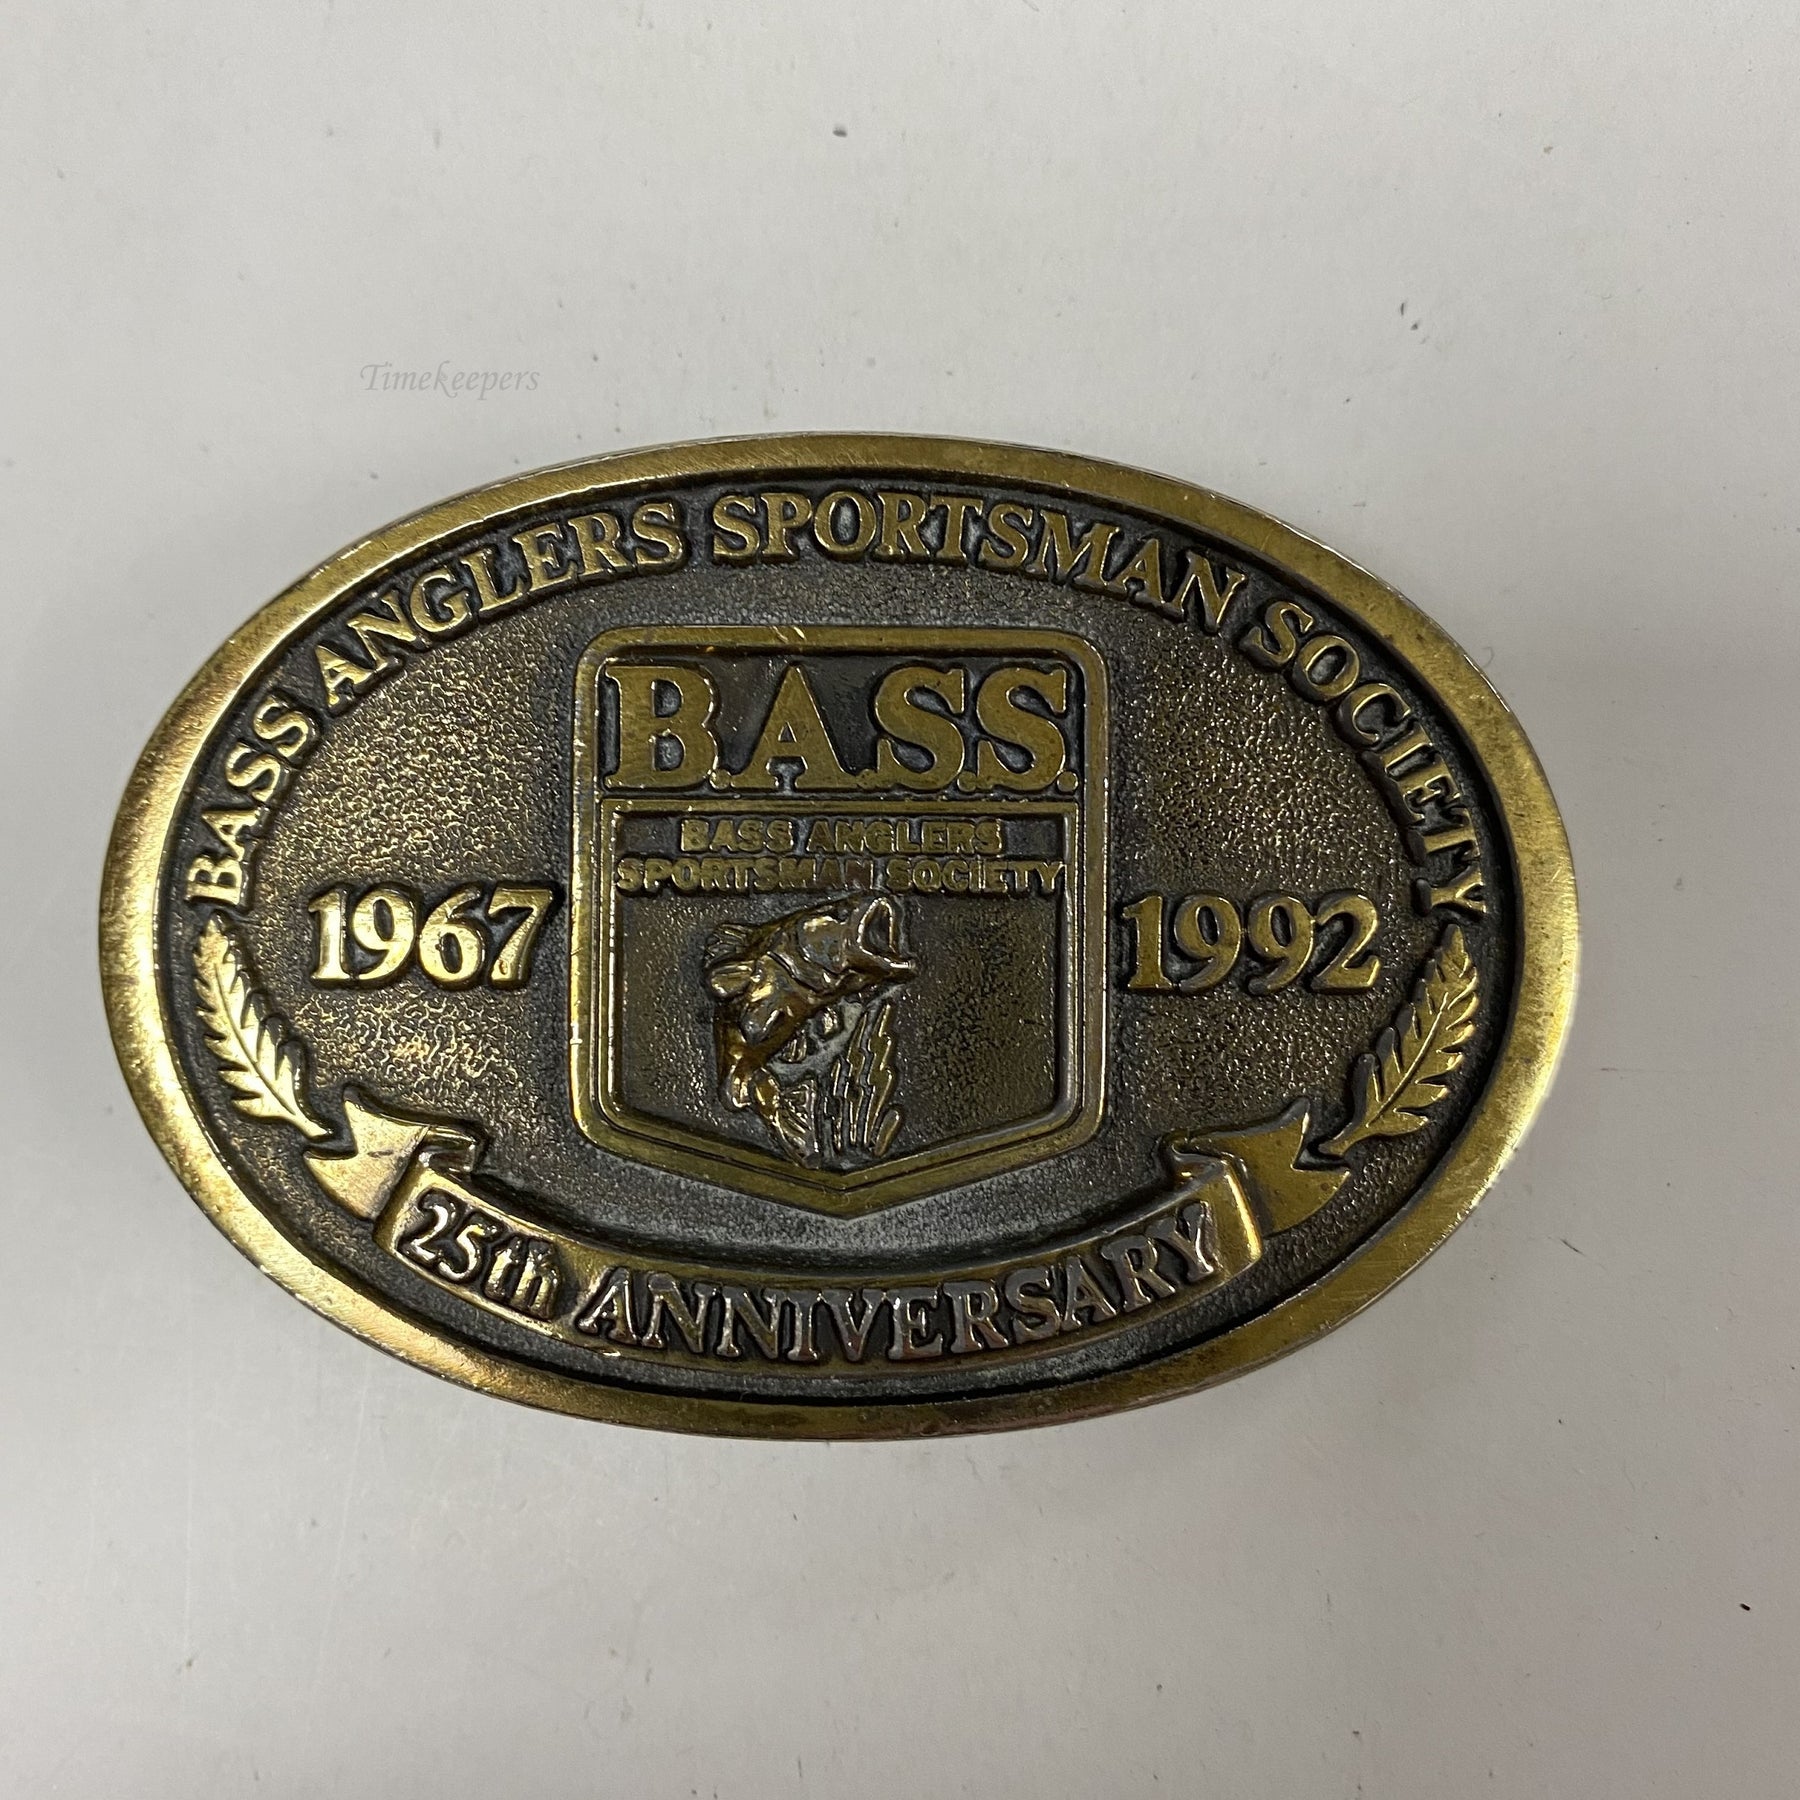 Timekeepers
BASS ANGLERS SPORTSMAN SOCIETY
B.A.S.S.
BASS ANGLERS
SPORTSMAN SOCIETY
1967
1992
25th ANNIVERSARY